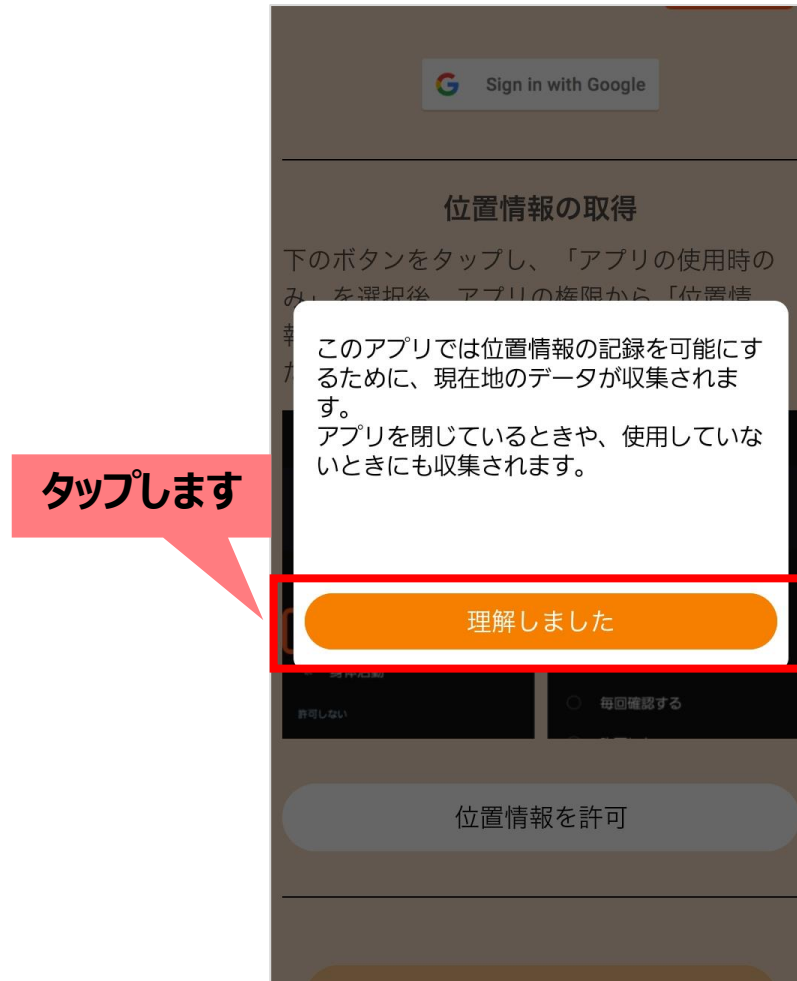 Sign in with Google
位置情報の取得
下のボタンをタップし、「アプリの使用時の
み」を選択後、アプリの権限から「位置情
このアプリでは位置情報の記録を可能にす
るために、現在地のデータが収集されま
す。
アプリを閉じているときや、使用していな
いときにも収集されます。
タップします
理解しました
身体活動
許可しない
毎回確認する
位置情報を許可